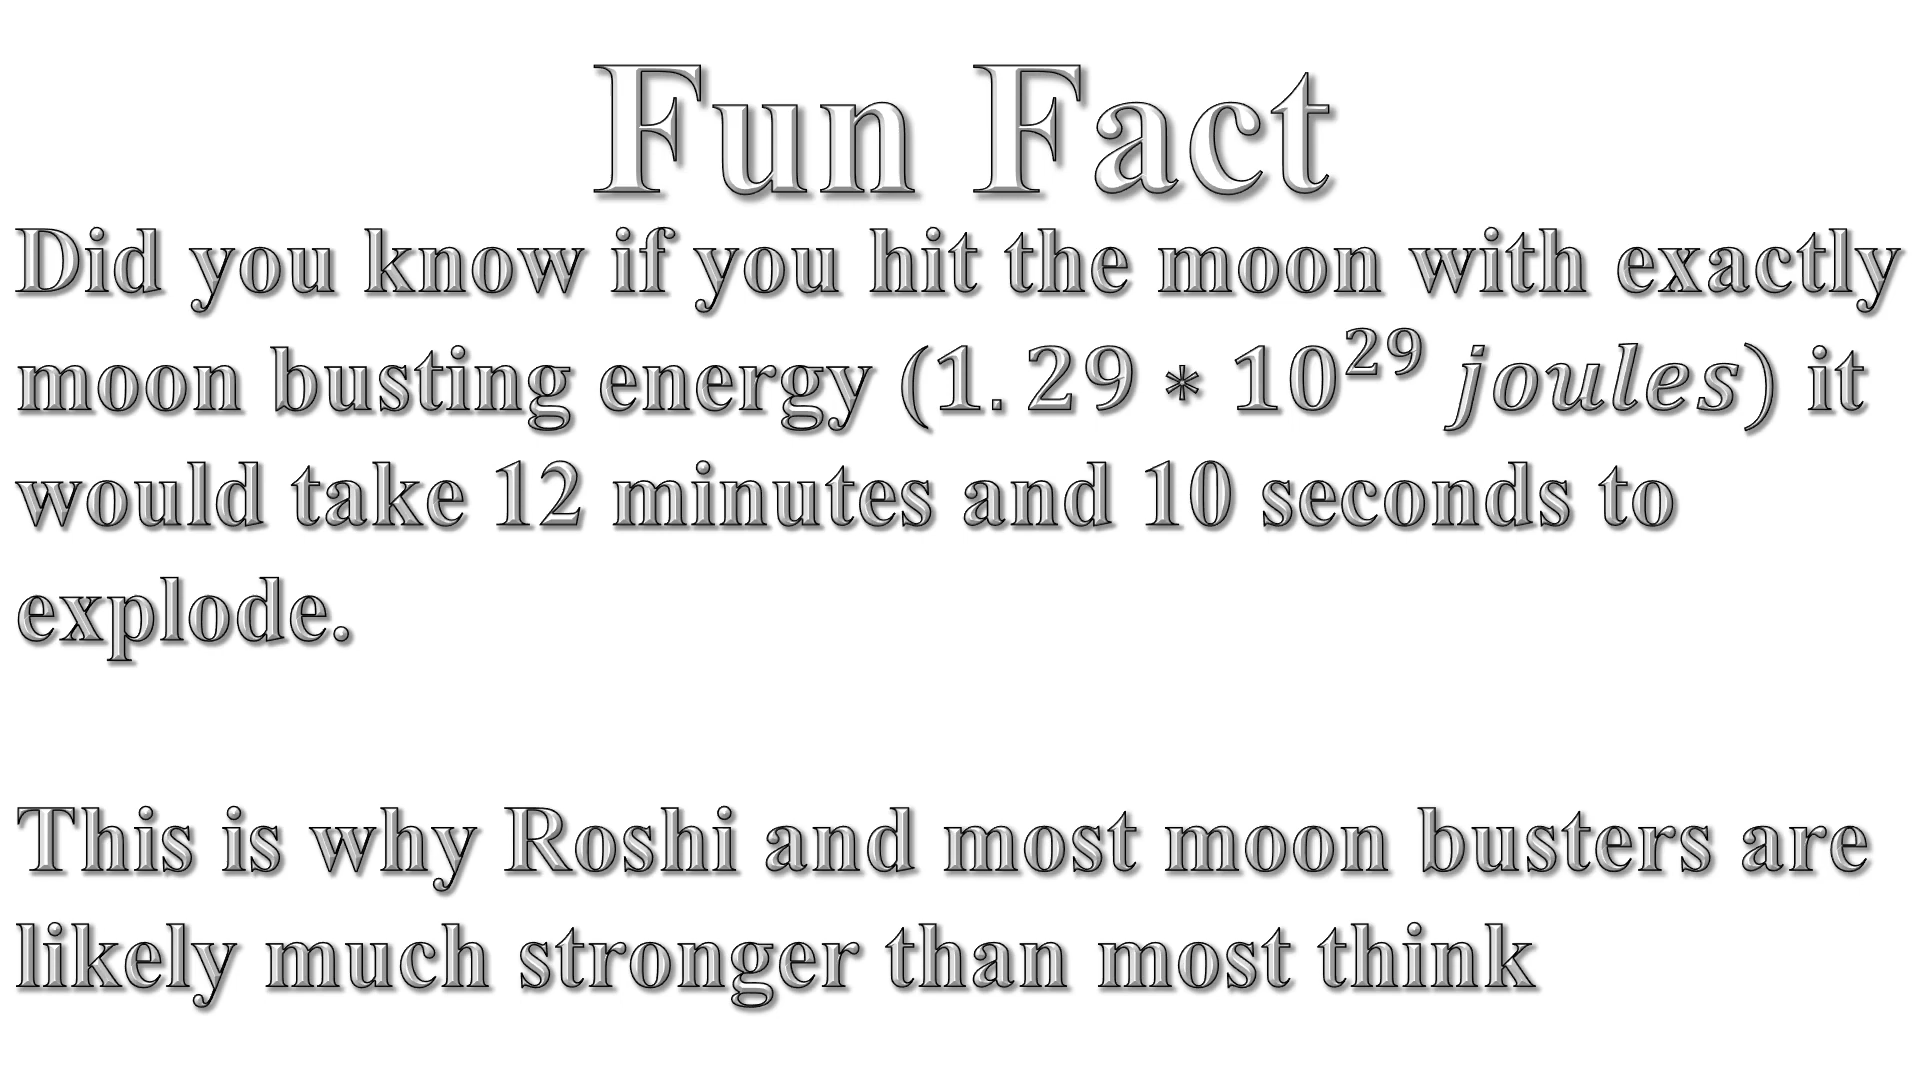 Fun Fact
Did you know if you hit the moon with exactly
moon busting energy (1.29 * 10²⁹ joules) it
would take 12 minutes and 10 seconds to
explode.
This is why Roshi and most moon busters are
likely much stronger than most think